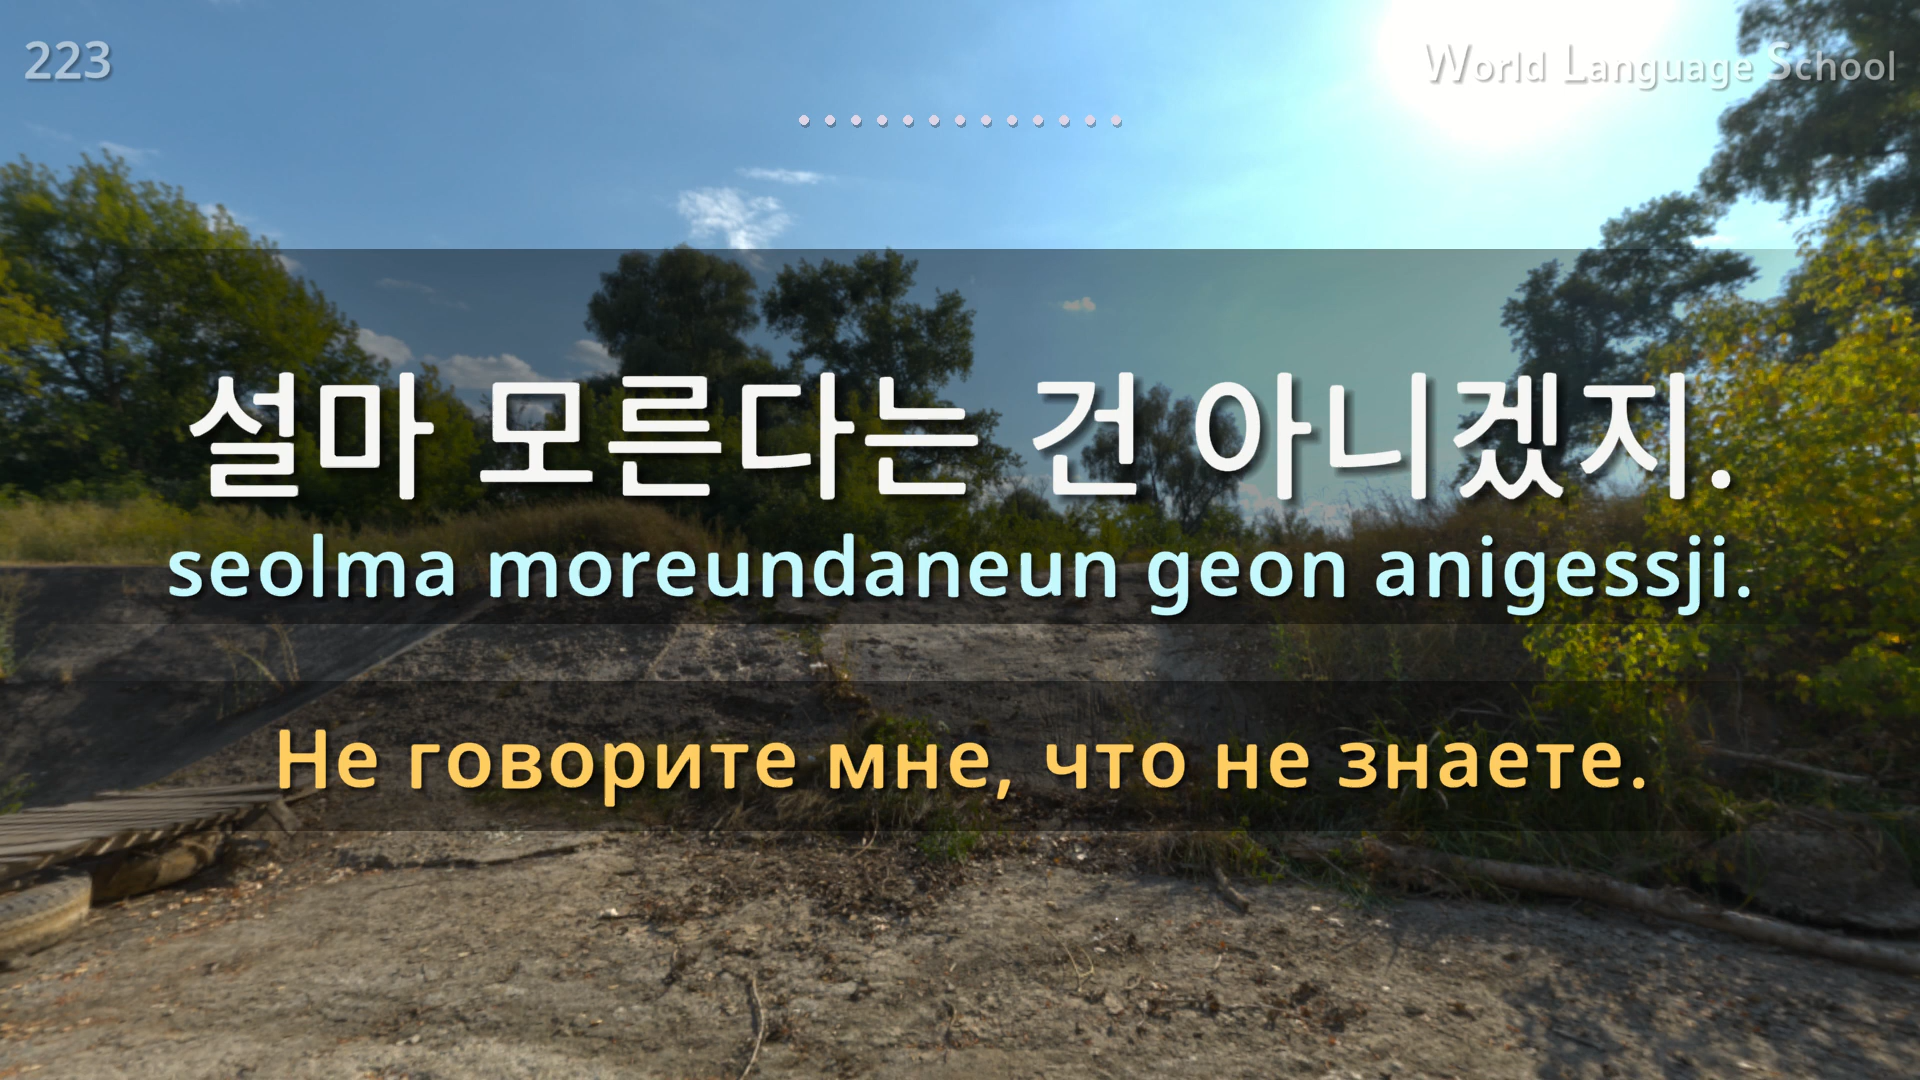 223
World Language School
설마 모른다는 건 아니겠지.
seolma moreundaneun geon anigessji.
Не говорите мне, что не знаете.